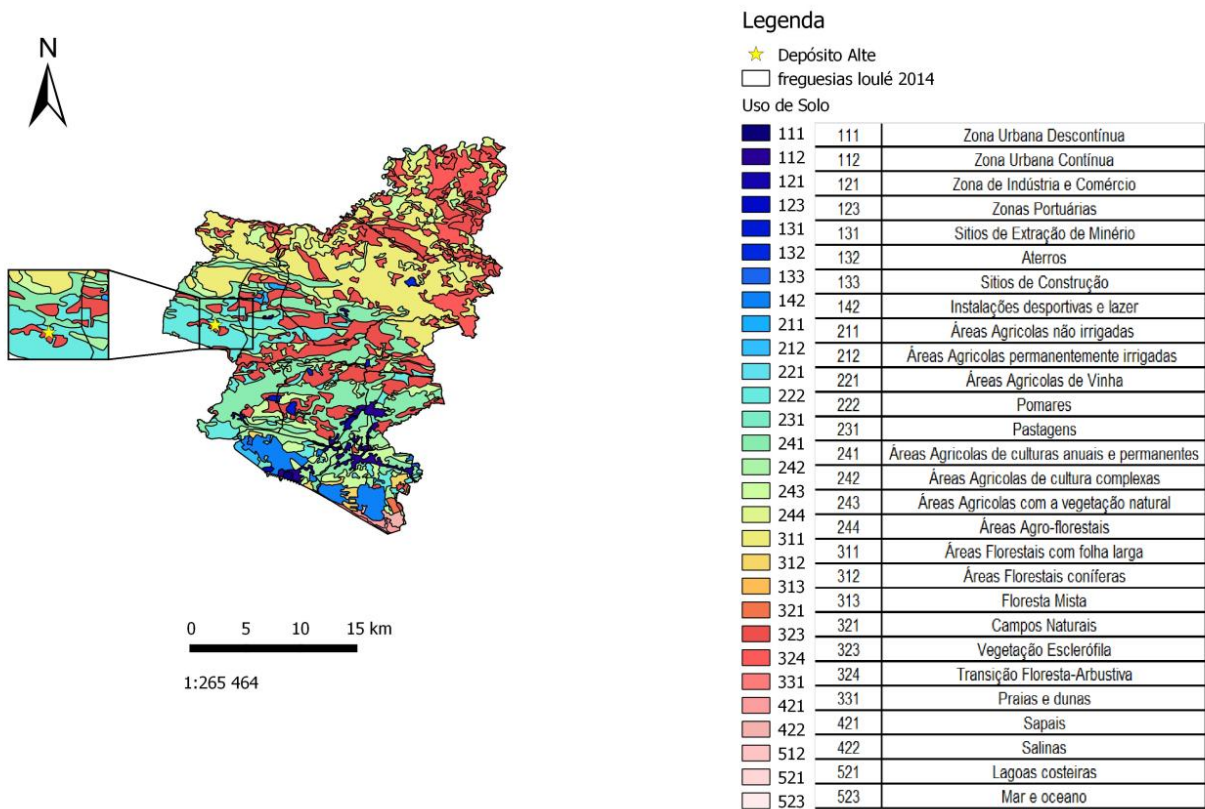 N
0 5 10 15 km
1:265 464
Legenda
Depósito Alte
freguesias loulé 2014
Uso de Solo
111 111 Zona Urbana Descontínua
112 112 Zona Urbana Contínua
121 121 Zona de Indústria e Comércio
123 123 Zonas Portuárias
131 131 Sitios de Extração de Minério
132 132 Aterros
133 133 Sitios de Construção
142 142 Instalações desportivas e lazer
211 211 Áreas Agricolas não irrigadas
212 212 Áreas Agricolas permanentemente irrigadas
221 221 Áreas Agricolas de Vinha
222 222 Pomares
231 231 Pastagens
241 241 Áreas Agricolas de culturas anuais e permanentes
242 242 Áreas Agricolas de cultura complexas
243 243 Áreas Agricolas com a vegetação natural
244 244 Áreas Agro-florestais
311 311 Áreas Florestais com folha larga
312 312 Áreas Florestais coníferas
313 313 Floresta Mista
321 321 Campos Naturais
323 323 Vegetação Esclerófila
324 324 Transição Floresta-Arbustiva
331 331 Praias e dunas
421 421 Sapais
422 422 Salinas
512 521 Lagoas costeiras
521 523 Mar e oceano
523